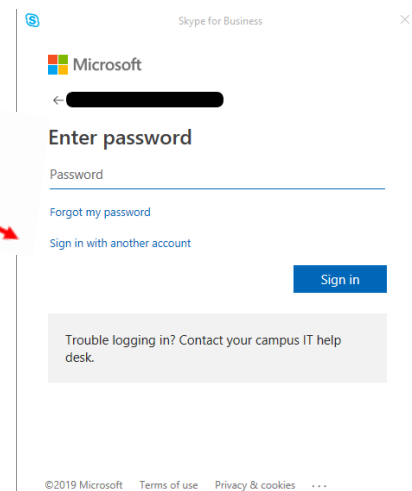 Skype for Business
Microsoft
Enter password
Password
Forgot my password
Sign in with another account
Sign in
Trouble logging in? Contact your campus IT help
desk.
©2019 Microsoft Terms of use Privacy & cookies ...